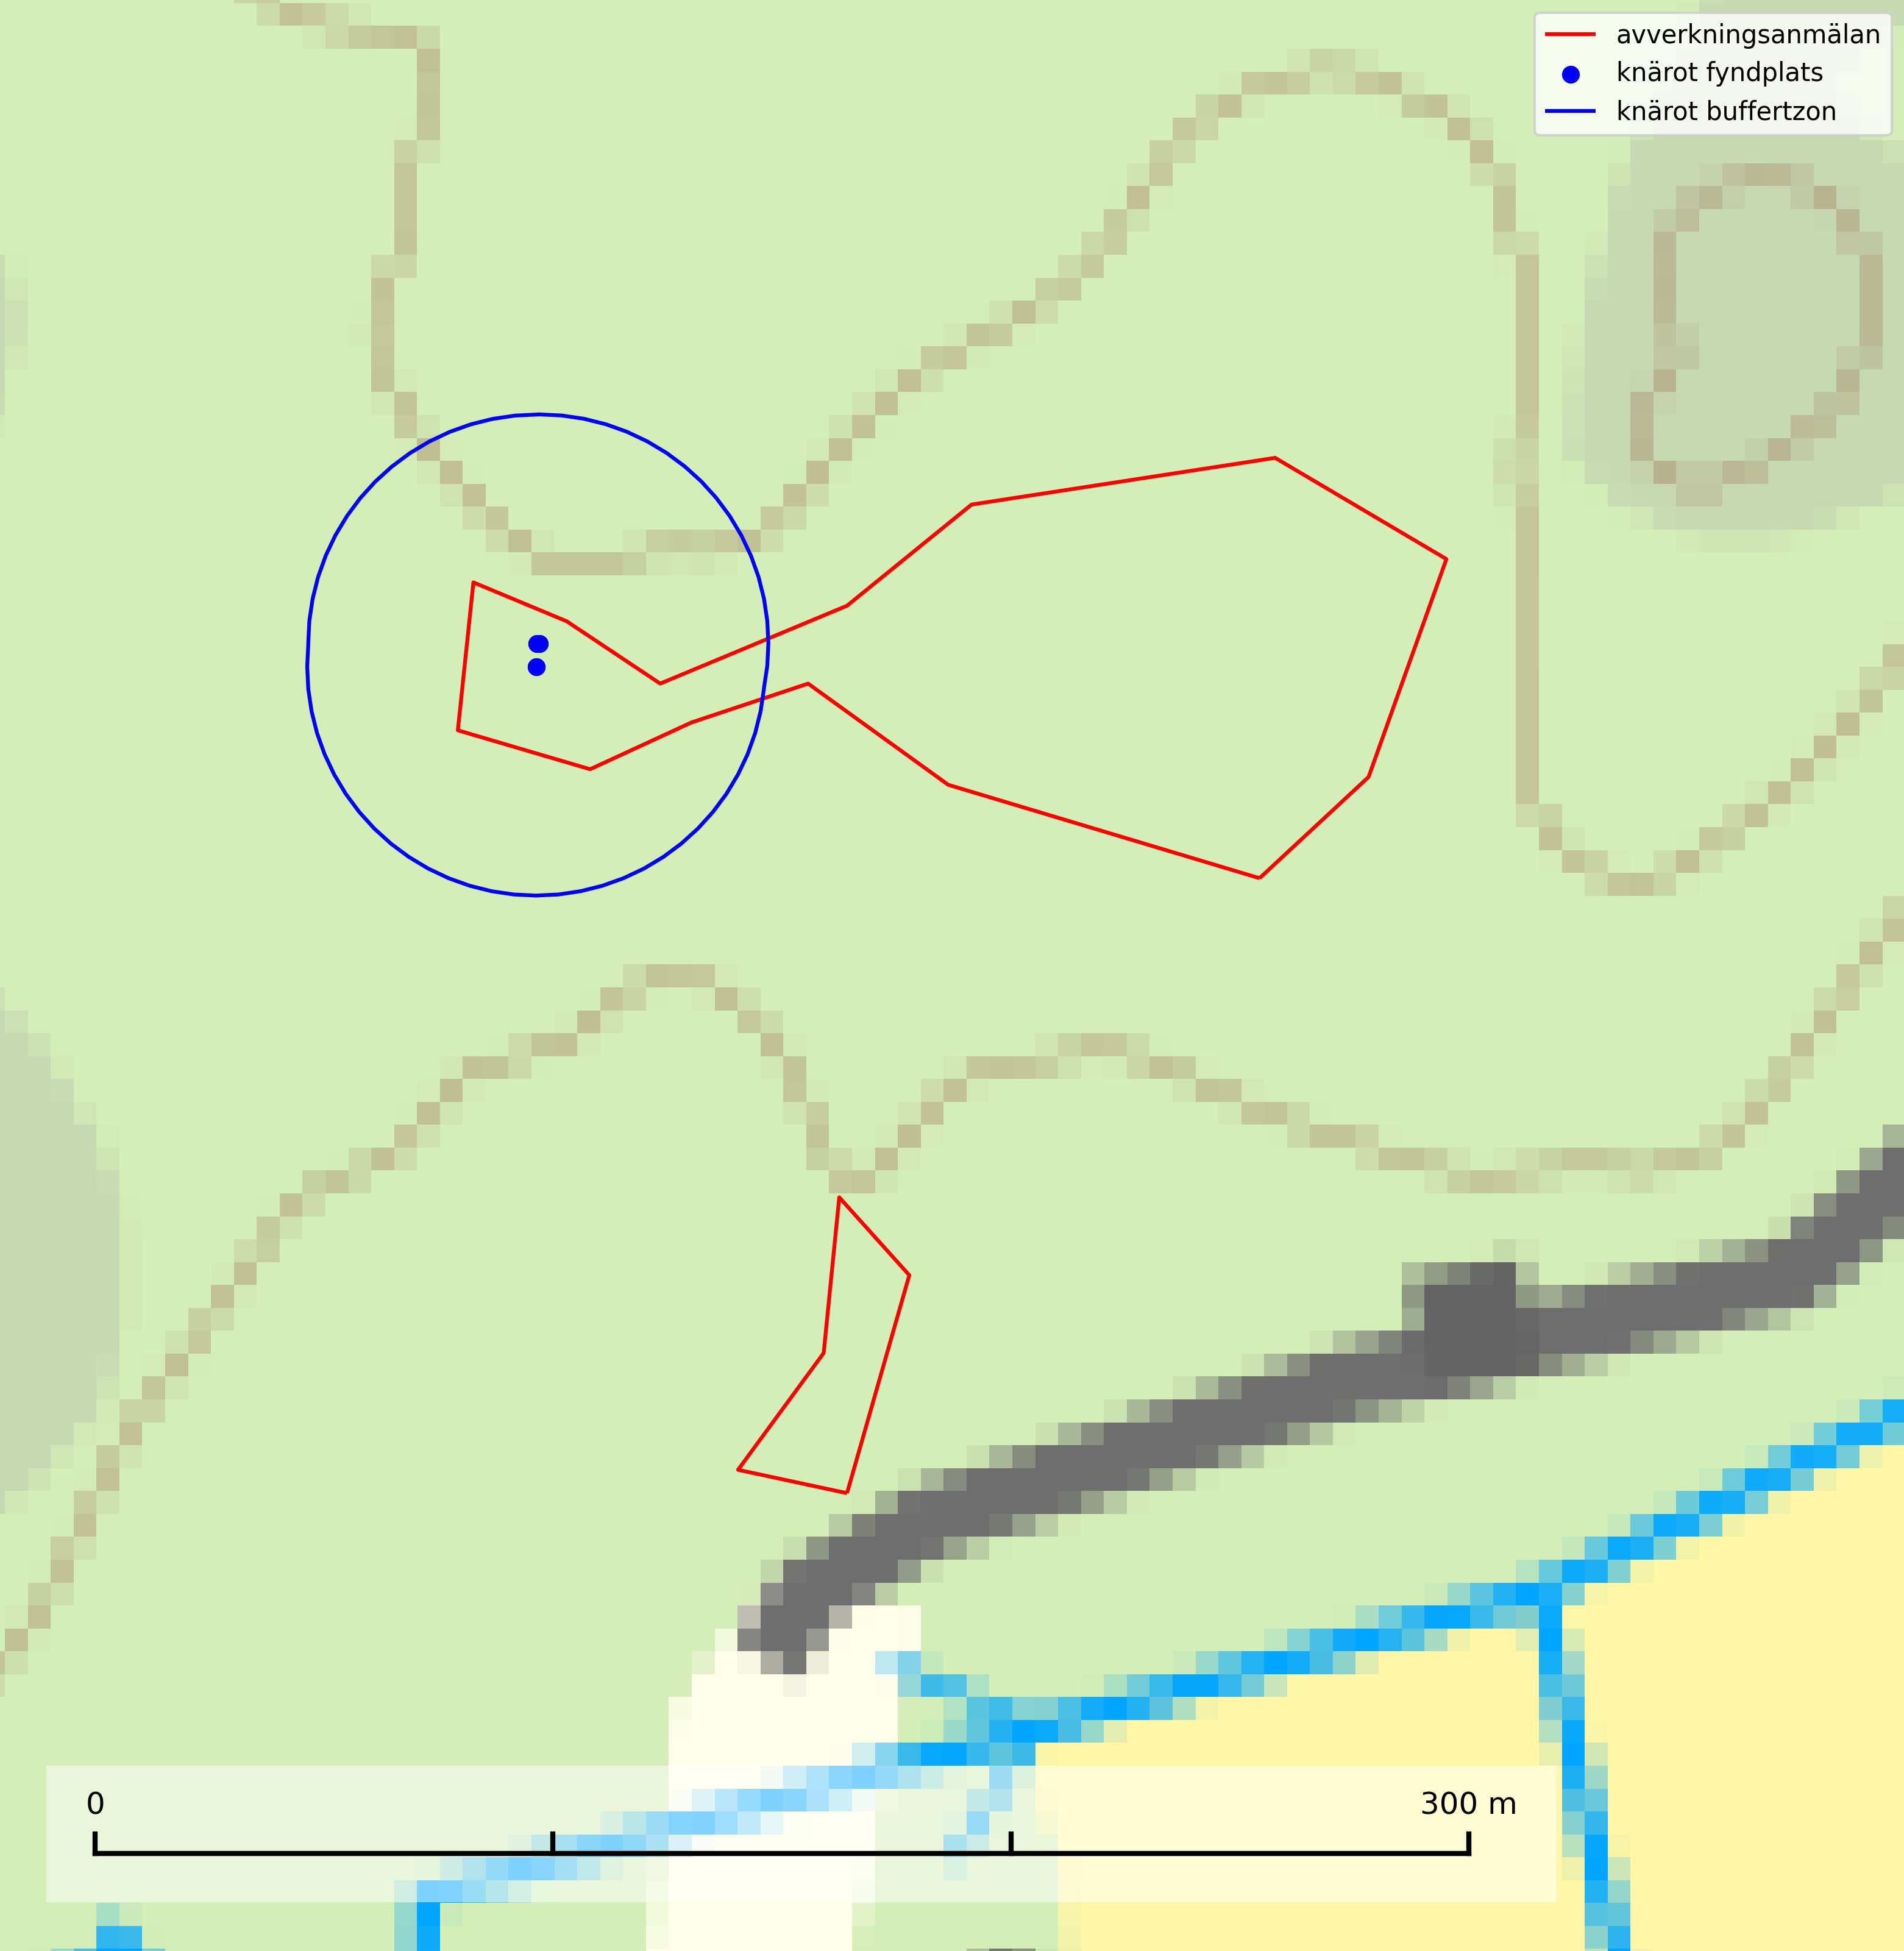 avverkningsanmälan
knärot fyndplats
knärot buffertzon
0
300 m